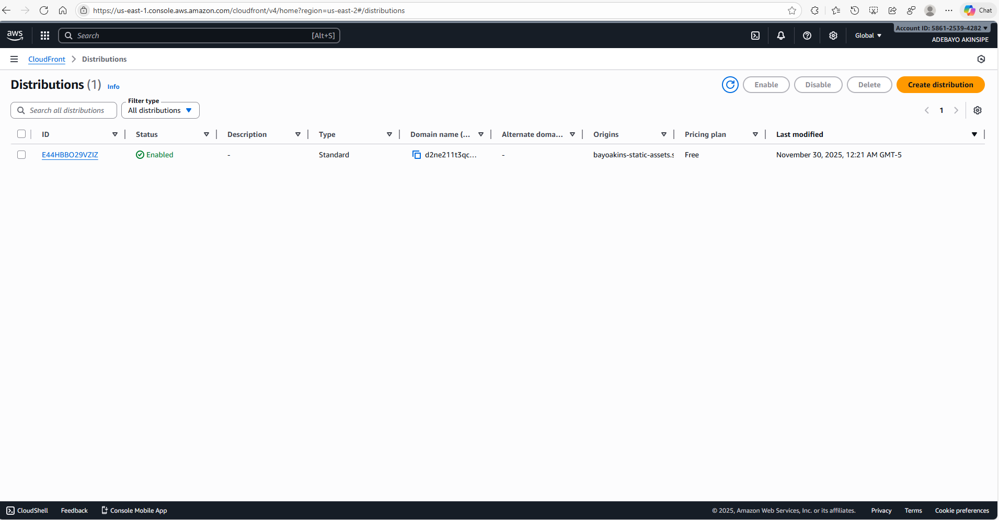 https://us-east-1.console.aws.amazon.com/cloudfront/v4/home?region=us-east-2#/distributions
Chat
aws
Search [Alt+S]
Global
Account ID: 5861-2539-4282
ADEBAYO AKINSIPE
CloudFront > Distributions
Distributions (1) Info
Enable Disable Delete Create distribution
Filter type
Search all distributions All distributions
1
ID Status Description Type Domain name (... Alternate doma... Origins Pricing plan Last modified
E44HBBO29VZIZ Enabled - Standard d2ne211t3qc... - bayoakins-static-assets.s Free November 30, 2025, 12:21 AM GMT-5
CloudShell Feedback Console Mobile App © 2025, Amazon Web Services, Inc. or its affiliates. Privacy Terms Cookie preferences